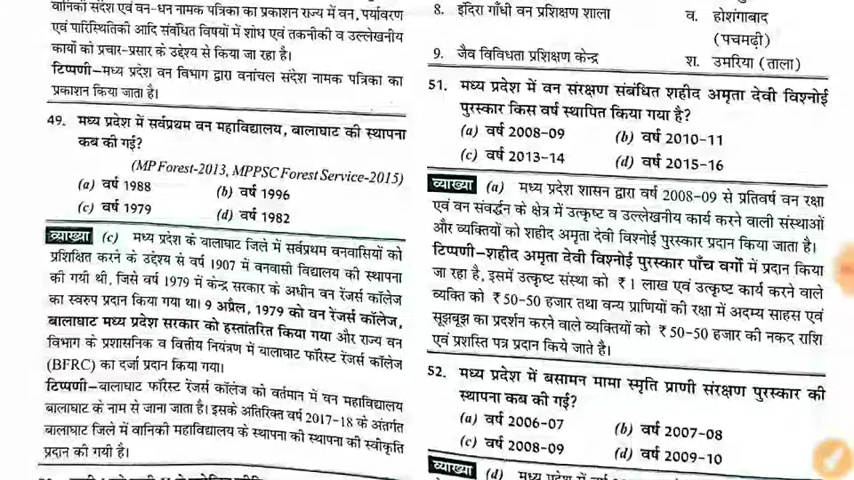 वानिकी संदेश एवं वन-धन नामक पत्रिका का प्रकाशन राज्य में वन, पर्यावरण
एवं पारिस्थितिकी आदि संबंधित विषयों में शोध एवं तकनीकी व उल्लेखनीय
कार्यों को प्रचार-प्रसार के उद्देश्य से किया जा रहा है।
टिप्पणी–मध्य प्रदेश वन विभाग द्वारा वनांचल संदेश नामक पत्रिका का
प्रकाशन किया जाता है।
49. मध्य प्रदेश में सर्वप्रथम वन महाविद्यालय, बालाघाट की स्थापना
कब की गई?
(MP Forest-2013, MPPSC Forest Service-2015)
(a) वर्ष 1988 (b) वर्ष 1996
(c) वर्ष 1979 (d) वर्ष 1982
व्याख्या (c) मध्य प्रदेश के बालाघाट जिले में सर्वप्रथम वनवासियों को
प्रशिक्षित करने के उद्देश्य से वर्ष 1907 में वनवासी विद्यालय की स्थापना
की गयी थी, जिसे वर्ष 1979 में केन्द्र सरकार के अधीन वन रेंजर्स कॉलेज
का स्वरुप प्रदान किया गया था। 9 अप्रैल, 1979 को वन रेंजर्स कॉलेज,
बालाघाट मध्य प्रदेश सरकार को हस्तांतरित किया गया और राज्य वन
विभाग के प्रशासनिक व वित्तीय नियंत्रण में बालाघाट फॉरेस्ट रेंजर्स कॉलेज
(BFRC) का दर्जा प्रदान किया गया।
टिप्पणी–बालाघाट फॉरेस्ट रेंजर्स कॉलेज को वर्तमान में वन महाविद्यालय
बालाघाट के नाम से जाना जाता है। इसके अतिरिक्त वर्ष 2017-18 के अंतर्गत
बालाघाट जिले में वानिकी महाविद्यालय के स्थापना की स्थापना की स्वीकृति
प्रदान की गयी है।
8. इंदिरा गाँधी वन प्रशिक्षण शाला व. होशंगाबाद
(पचमढ़ी)
9. जैव विविधता प्रशिक्षण केन्द्र श. उमरिया (ताला)
51. मध्य प्रदेश में वन संरक्षण संबंधित शहीद अमृता देवी विश्नोई
पुरस्कार किस वर्ष स्थापित किया गया है?
(a) वर्ष 2008-09 (b) वर्ष 2010-11
(c) वर्ष 2013-14 (d) वर्ष 2015-16
व्याख्या (a) मध्य प्रदेश शासन द्वारा वर्ष 2008-09 से प्रतिवर्ष वन रक्षा
एवं वन संवर्द्धन के क्षेत्र में उत्कृष्ट व उल्लेखनीय कार्य करने वाली संस्थाओं
और व्यक्तियों को शहीद अमृता देवी विश्नोई पुरस्कार प्रदान किया जाता है।
टिप्पणी–शहीद अमृता देवी विश्नोई पुरस्कार पाँच वर्गों में प्रदान किया
जा रहा है, इसमें उत्कृष्ट संस्था को ₹ 1 लाख एवं उत्कृष्ट कार्य करने वाले
व्यक्ति को ₹ 50-50 हजार तथा वन्य प्राणियों की रक्षा में अदम्य साहस एवं
सूझबूझ का प्रदर्शन करने वाले व्यक्तियों को ₹ 50-50 हजार की नकद राशि
एवं प्रशस्ति पत्र प्रदान किये जाते है।
52. मध्य प्रदेश में बसामन मामा स्मृति प्राणी संरक्षण पुरस्कार की
स्थापना कब की गई?
(a) वर्ष 2006-07 (b) वर्ष 2007-08
(c) वर्ष 2008-09 (d) वर्ष 2009-10
व्याख्या (d) मध्य प्रदेश में वर्ष